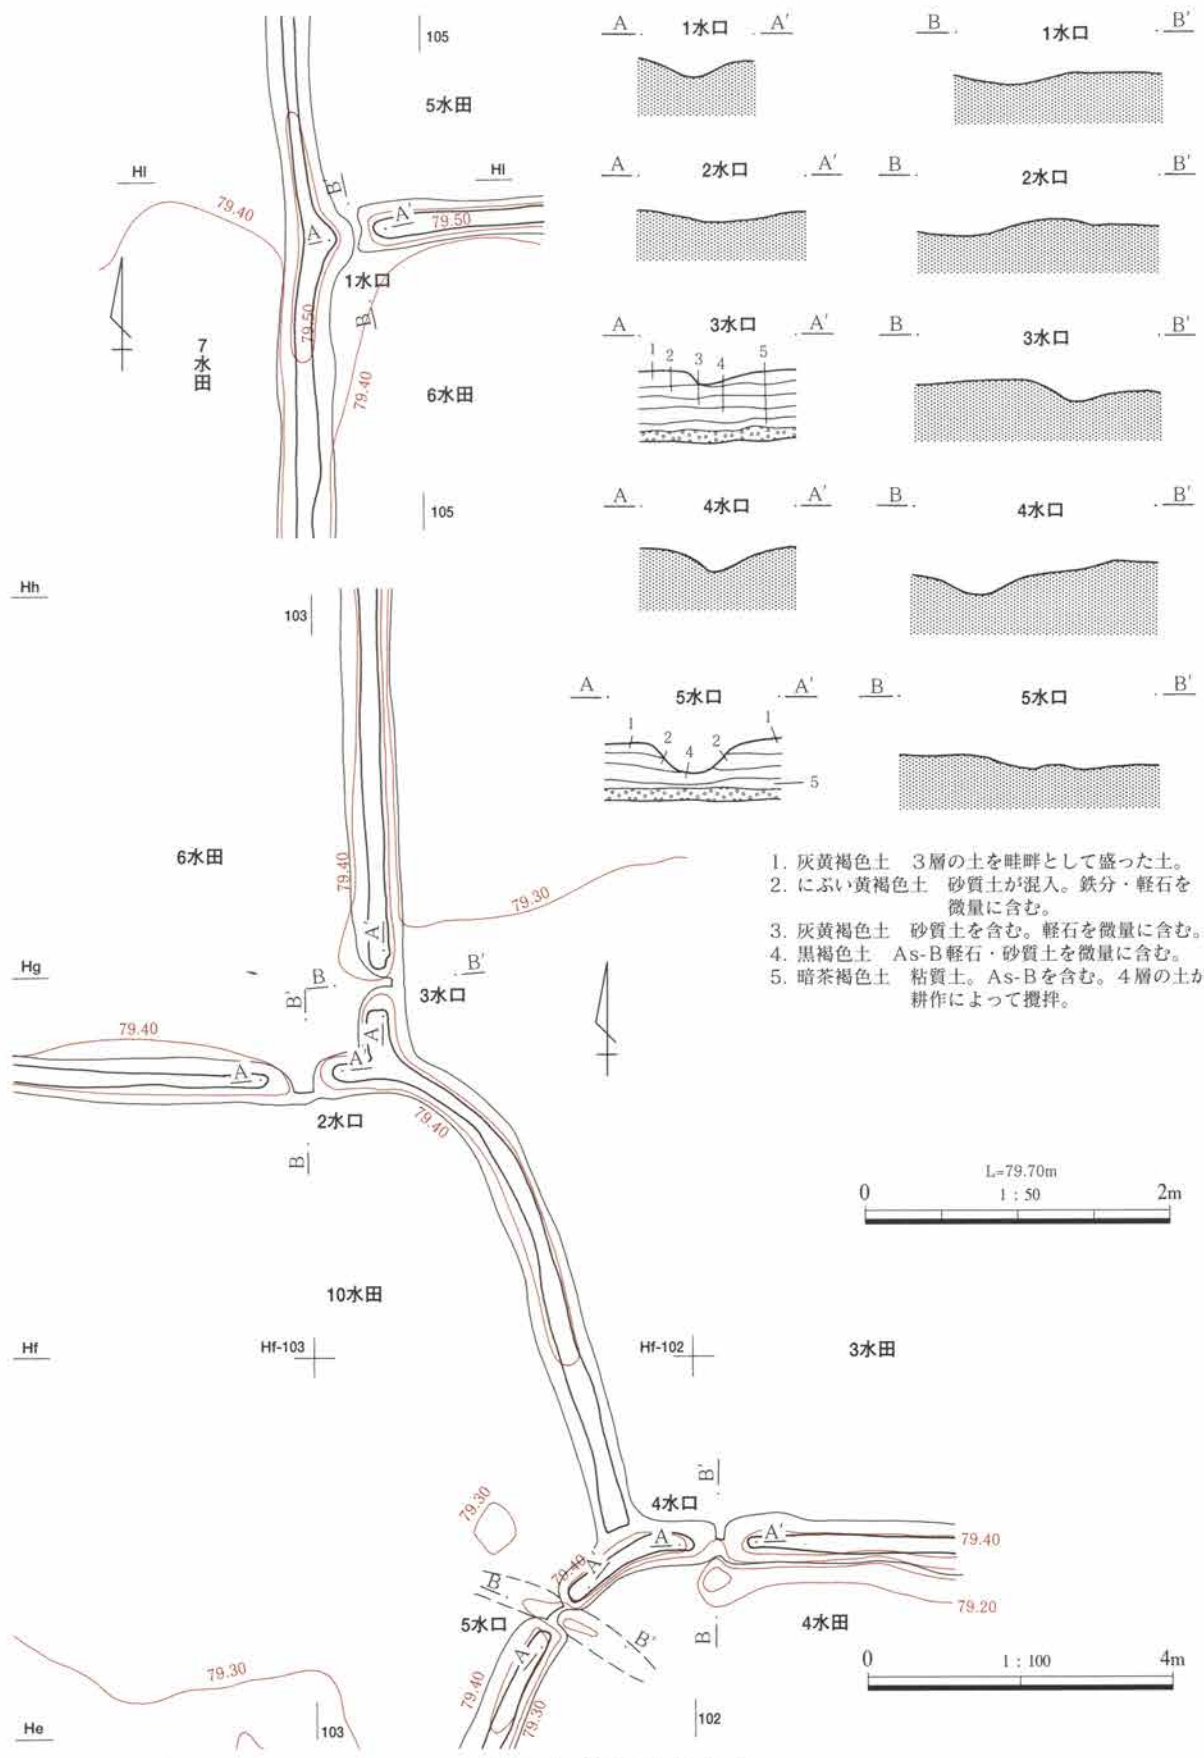 105
5水田
HI
HI
79.40
B'
A'
79.50
A
1水口
79.50
B
7水田
79.40
6水田
105
A 1水口 A'
B 1水口 B'
A 2水口 A'
B 2水口 B'
A 3水口 A'
1 2 3 4 5
B 3水口 B'
A 4水口 A'
B 4水口 B'
A 5水口 A'
1 2 4 2 1
5
B 5水口 B'
1. 灰黄褐色土 3層の土を畦畔として盛った土。
2. にぶい黄褐色土 砂質土が混入。鉄分・軽石を
微量に含む。
3. 灰黄褐色土 砂質土を含む。軽石を微量に含む。
4. 黒褐色土 As-B軽石・砂質土を微量に含む。
5. 暗茶褐色土 粘質土。As-Bを含む。4層の土が
耕作によって攪拌。
Hh
103
6水田
79.40
79.30
A'
Hg
B
B'
B'
3水口
79.40
A
A'
A
2水口
79.40
B
L=79.70m
0 1：50 2m
10水田
Hf
Hf-103
Hf-102
3水田
B'
79.30
4水口
A
A'
79.40
79.40
A'
B
79.20
5水口
B'
B
4水田
A
79.30
79.40
79.30
0 1：100 4m
He
103
102